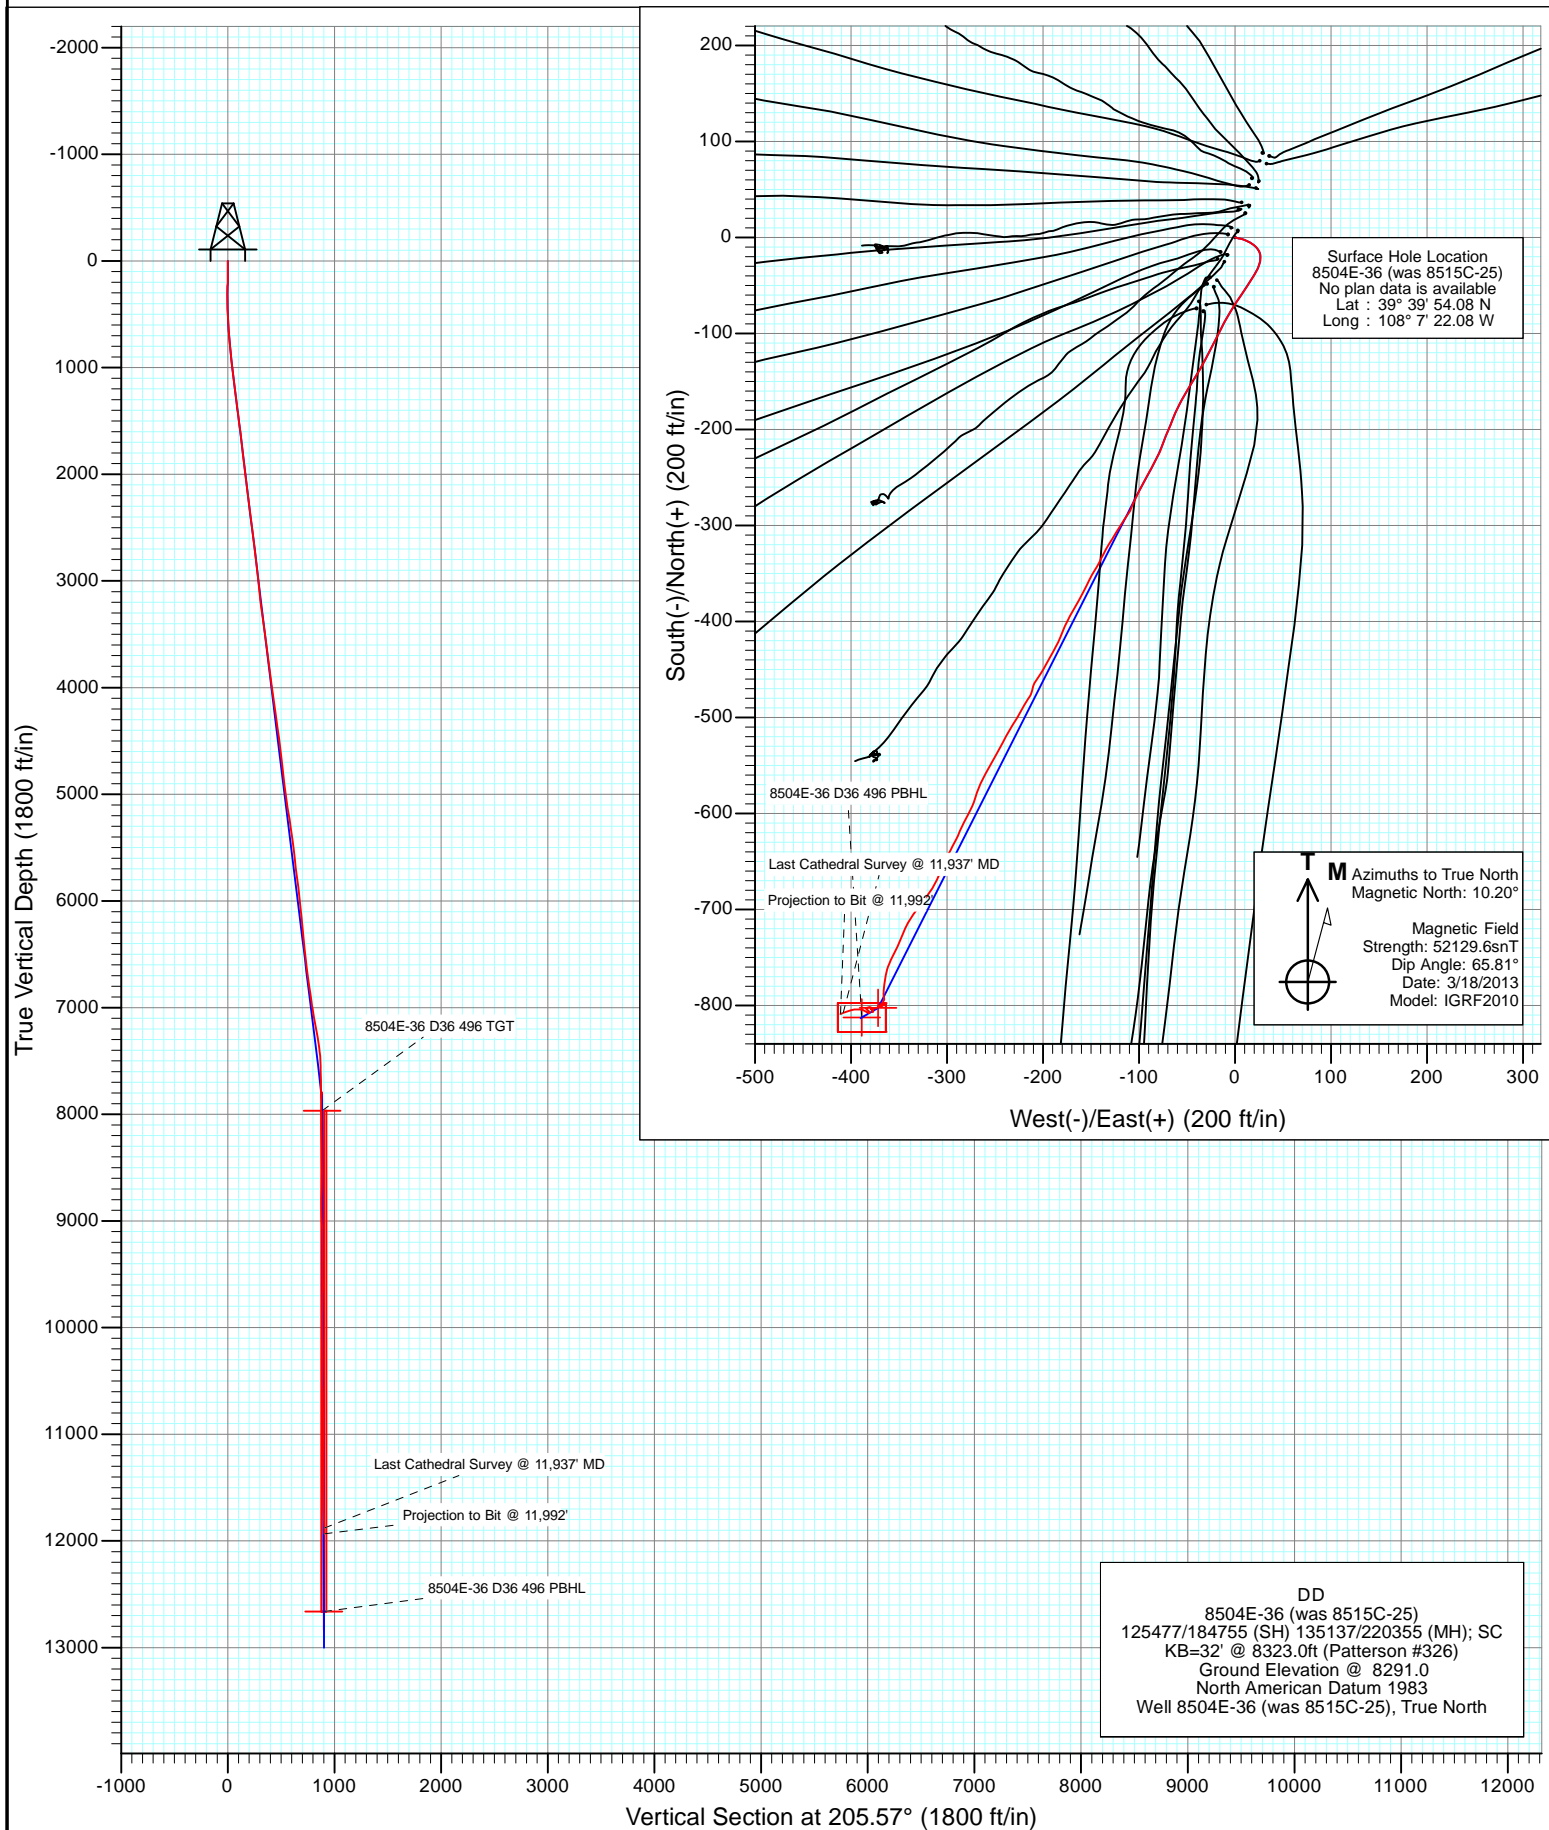 -2000
-1000
0
1000
2000
3000
4000
5000
6000
7000
8000
9000
10000
11000
12000
13000
True Vertical Depth (1800 ft/in)
-1000
0
1000
2000
3000
4000
5000
6000
7000
8000
9000
10000
11000
12000
Vertical Section at 205.57° (1800 ft/in)
8504E-36 D36 496 TGT
Last Cathedral Survey @ 11,937' MD
Projection to Bit @ 11,992'
8504E-36 D36 496 PBHL
200
100
0
-100
-200
-300
-400
-500
-600
-700
-800
South(-)/North(+) (200 ft/in)
-500
-400
-300
-200
-100
0
100
200
300
West(-)/East(+) (200 ft/in)
Surface Hole Location
8504E-36 (was 8515C-25)
No plan data is available
Lat : 39° 39' 54.08 N
Long : 108° 7' 22.08 W
8504E-36 D36 496 PBHL
Last Cathedral Survey @ 11,937' MD
Projection to Bit @ 11,992'
T
M
Azimuths to True North
Magnetic North: 10.20°
Magnetic Field
Strength: 52129.6snT
Dip Angle: 65.81°
Date: 3/18/2013
Model: IGRF2010
DD
8504E-36 (was 8515C-25)
125477/184755 (SH) 135137/220355 (MH); SC
KB=32' @ 8323.0ft (Patterson #326)
Ground Elevation @ 8291.0
North American Datum 1983
Well 8504E-36 (was 8515C-25), True North